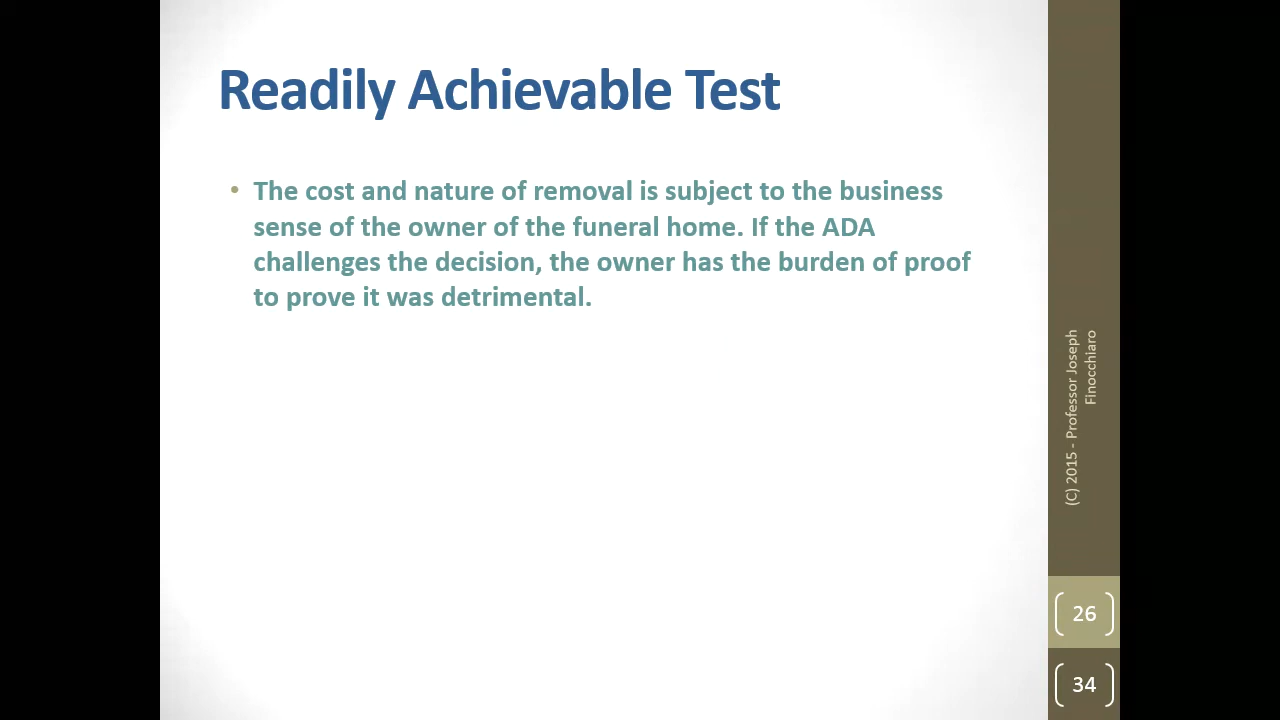 Readily Achievable Test
• The cost and nature of removal is subject to the business
sense of the owner of the funeral home. If the ADA
challenges the decision, the owner has the burden of proof
to prove it was detrimental.
(C) 2015 - Professor Joseph
Finocchiaro
26
34